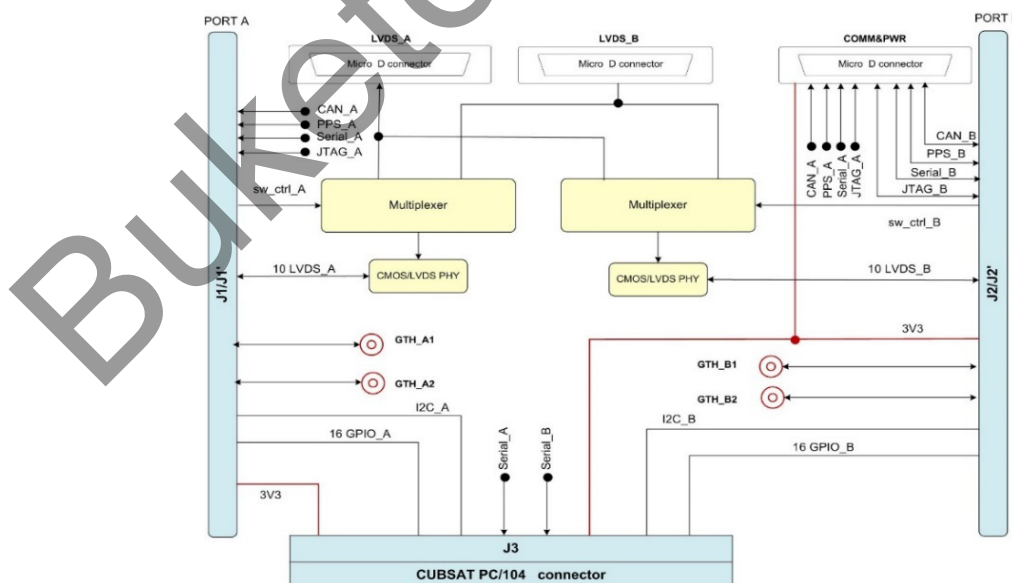 PORT A
PORT
LVDS_A
LVDS_B
COMM&PWR
Micro D connector
Micro D connector
Micro D connector
CAN_A
PPS_A
Serial_A
JTAG_A
CAN_A
PPS_A
Serial_A
JTAG_A
CAN_B
PPS_B
Serial_B
JTAG_B
sw_ctrl_A
Multiplexer
Multiplexer
sw_ctrl_B
10 LVDS_A
CMOS/LVDS PHY
CMOS/LVDS PHY
10 LVDS_B
J1/J1'
J2/J2'
3V3
GTH_A1
GTH_B1
GTH_A2
GTH_B2
I2C_A
I2C_B
16 GPIO_A
Serial_A
Serial_B
16 GPIO_B
3V3
J3
CUBSAT PC/104 connector